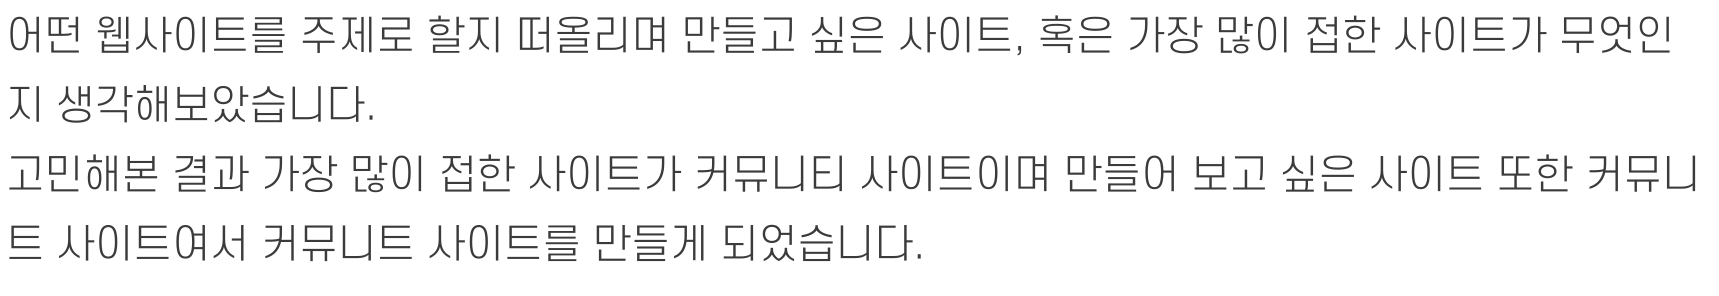 어떤 웹사이트를 주제로 할지 떠올리며 만들고 싶은 사이트, 혹은 가장 많이 접한 사이트가 무엇인
지 생각해보았습니다.
고민해본 결과 가장 많이 접한 사이트가 커뮤니티 사이트이며 만들어 보고 싶은 사이트 또한 커뮤니
트 사이트여서 커뮤니트 사이트를 만들게 되었습니다.